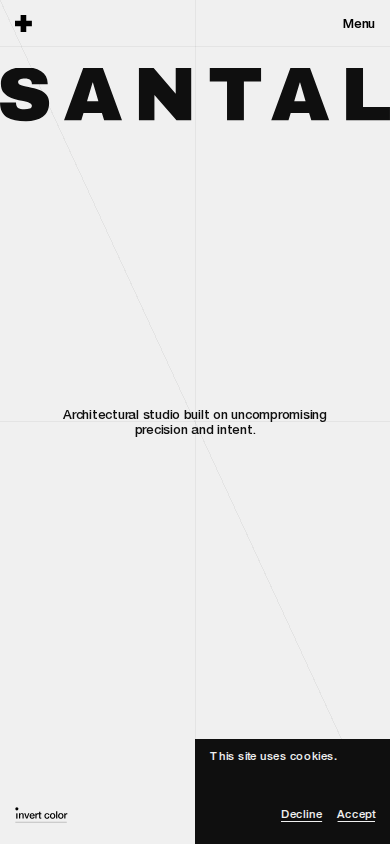 Menu
SANTAL
Architectural studio built on uncompromising
precision and intent.
This site uses cookies.
Decline Accept
invert color